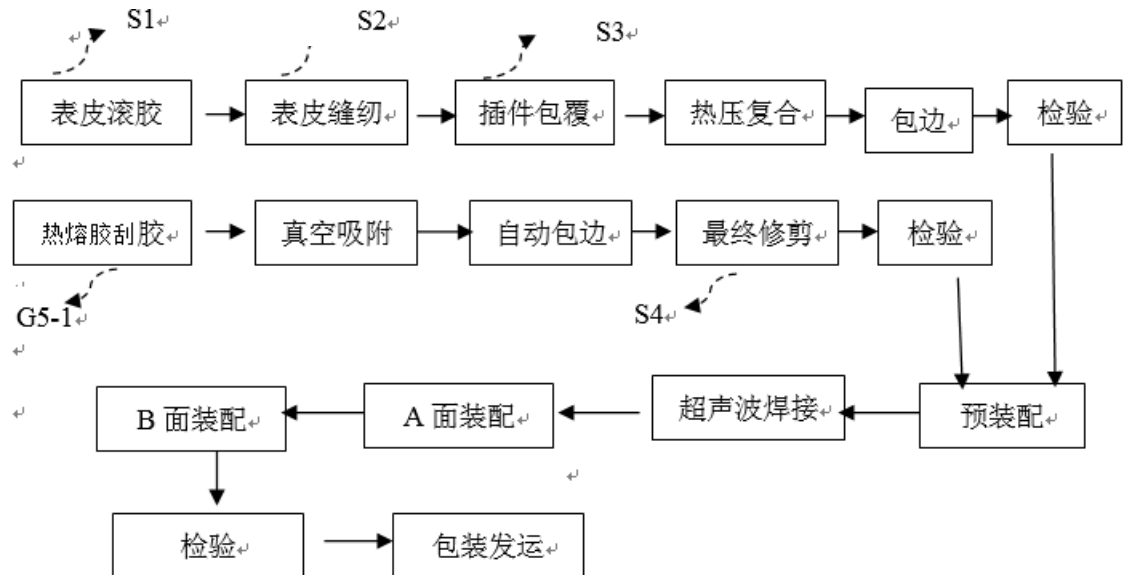 S1 S2 S3
表皮滚胶 表皮缝纫 插件包覆 热压复合 包边 检验
热熔胶刮胶 真空吸附 自动包边 最终修剪 检验
G5-1 S4
B 面装配 A 面装配 超声波焊接 预装配
检验 包装发运